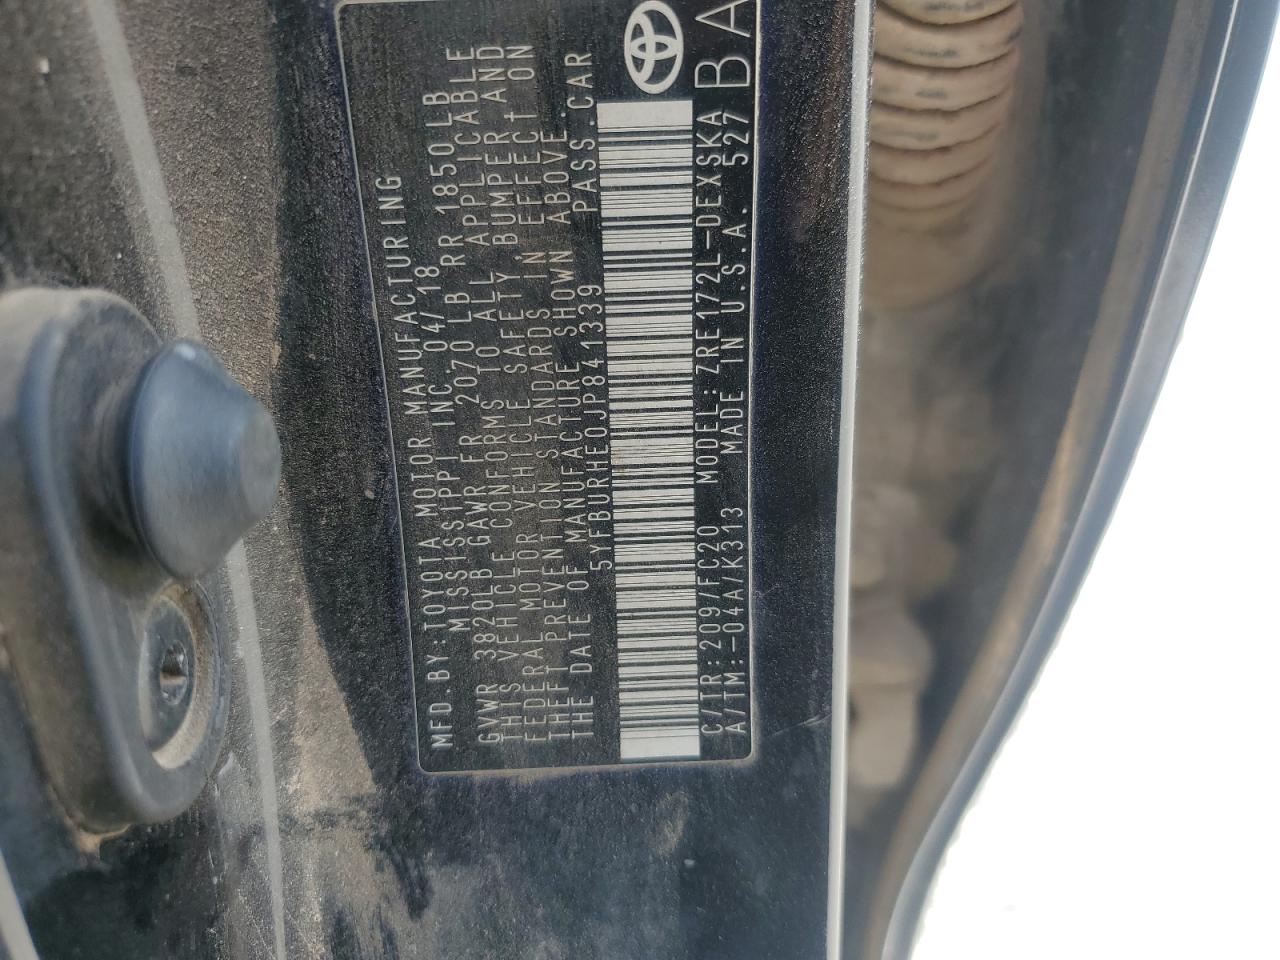 MFD.BY:TOYOTA MOTOR MANUFACTURING
MISSISSIPPI INC. 04/18
GVWR 3820LB GAWR FR 2070 LB RR 1850LB
THIS VEHICLE CONFORMS TO ALL APPLICABLE
FEDERAL MOTOR VEHICLE SAFETY, BUMPER AND
THEFT PREVENTION STANDARDS IN EFFECT ON
THE DATE OF MANUFACTURE SHOWN ABOVE.
5YFBURHE0JP841339 PASS.CAR
C/TR:209/FC20 MODEL:ZRE172L-DEXSKA
A/TM:-04A/K313 MADE IN U.S.A. 527
BA